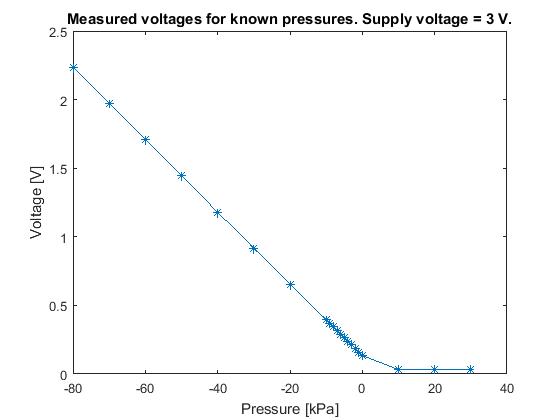 Measured voltages for known pressures. Supply voltage = 3 V.
2.5
2
1.5
1
0.5
0
Voltage [V]
-80 -60 -40 -20 0 20 40
Pressure [kPa]